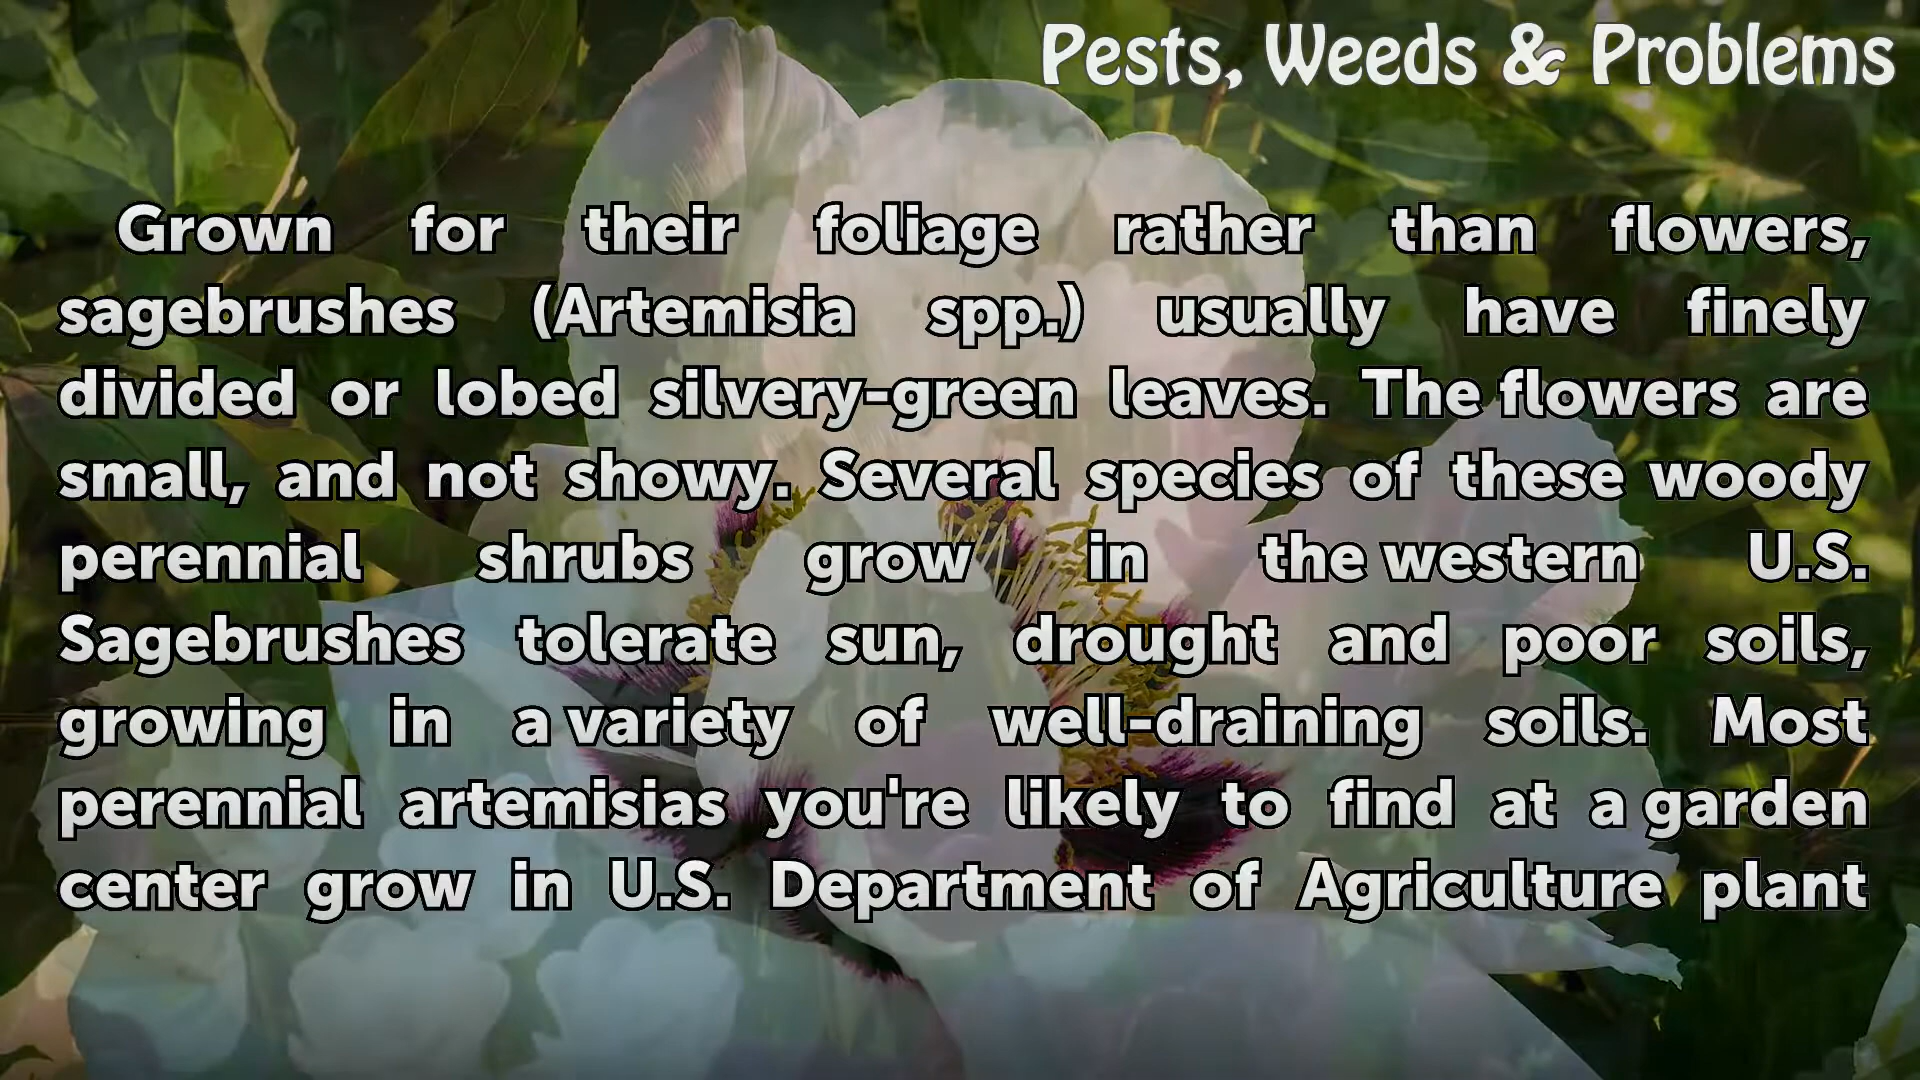 Pests, Weeds & Problems
Grown for their foliage rather than flowers,
sagebrushes (Artemisia spp.) usually have finely
divided or lobed silvery-green leaves. The flowers are
small, and not showy. Several species of these woody
perennial shrubs grow in the western U.S.
Sagebrushes tolerate sun, drought and poor soils,
growing in a variety of well-draining soils. Most
perennial artemisias you're likely to find at a garden
center grow in U.S. Department of Agriculture plant